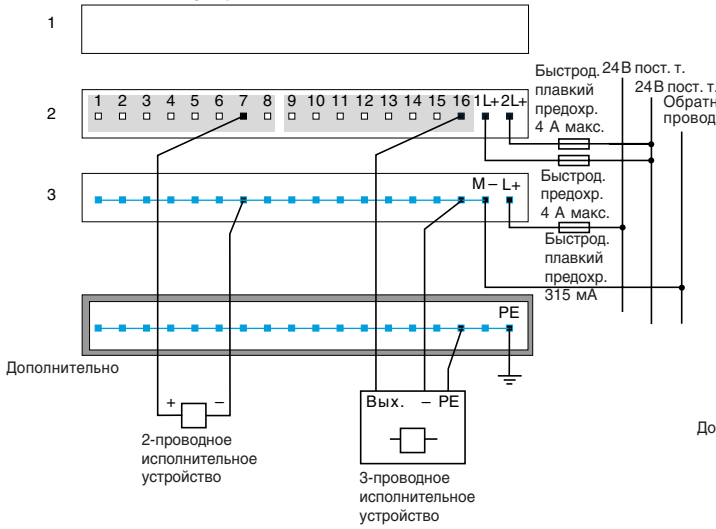 1
Быстрод.
плавкий
предохр.
4 А макс.
24В пост. т.
24В пост. т.
Обратн
провод
2
1 2 3 4 5 6 7 8 9 10 11 12 13 14 15 16 1L+ 2L+
3
M – L+
Быстрод.
предохр.
4 А макс.
Быстрод.
плавкий
предохр.
315 мА
PE
Дополнительно
+ –
2-проводное
исполнительное
устройство
Вых. – PE
3-проводное
исполнительное
устройство
До